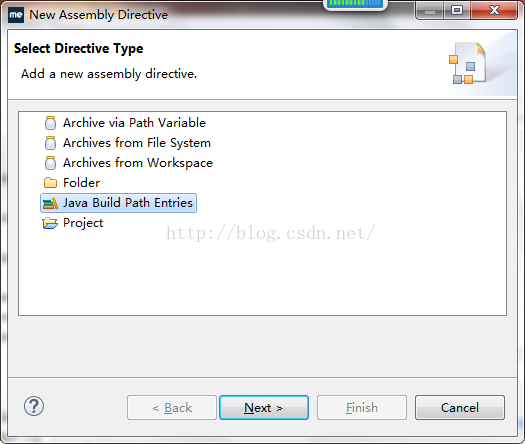 me New Assembly Directive
Select Directive Type
Add a new assembly directive.
Archive via Path Variable
Archives from File System
Archives from Workspace
Folder
Java Build Path Entries
Project
http://blog.csdn.net/
?
< Back
Next >
Finish
Cancel